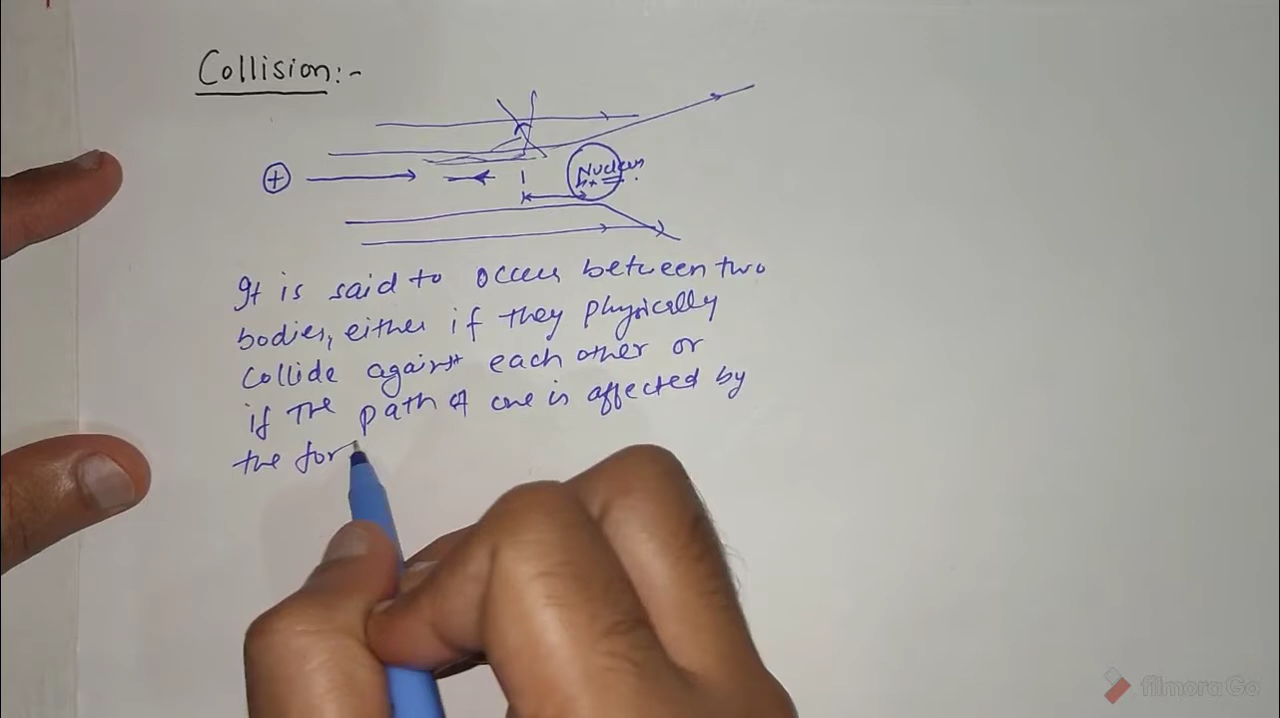 Collision:-
+
Nucleus
It is said to occur between two
bodies, either if they physically
collide against each other or
if The path of one is affected by
the for
filmoraGo